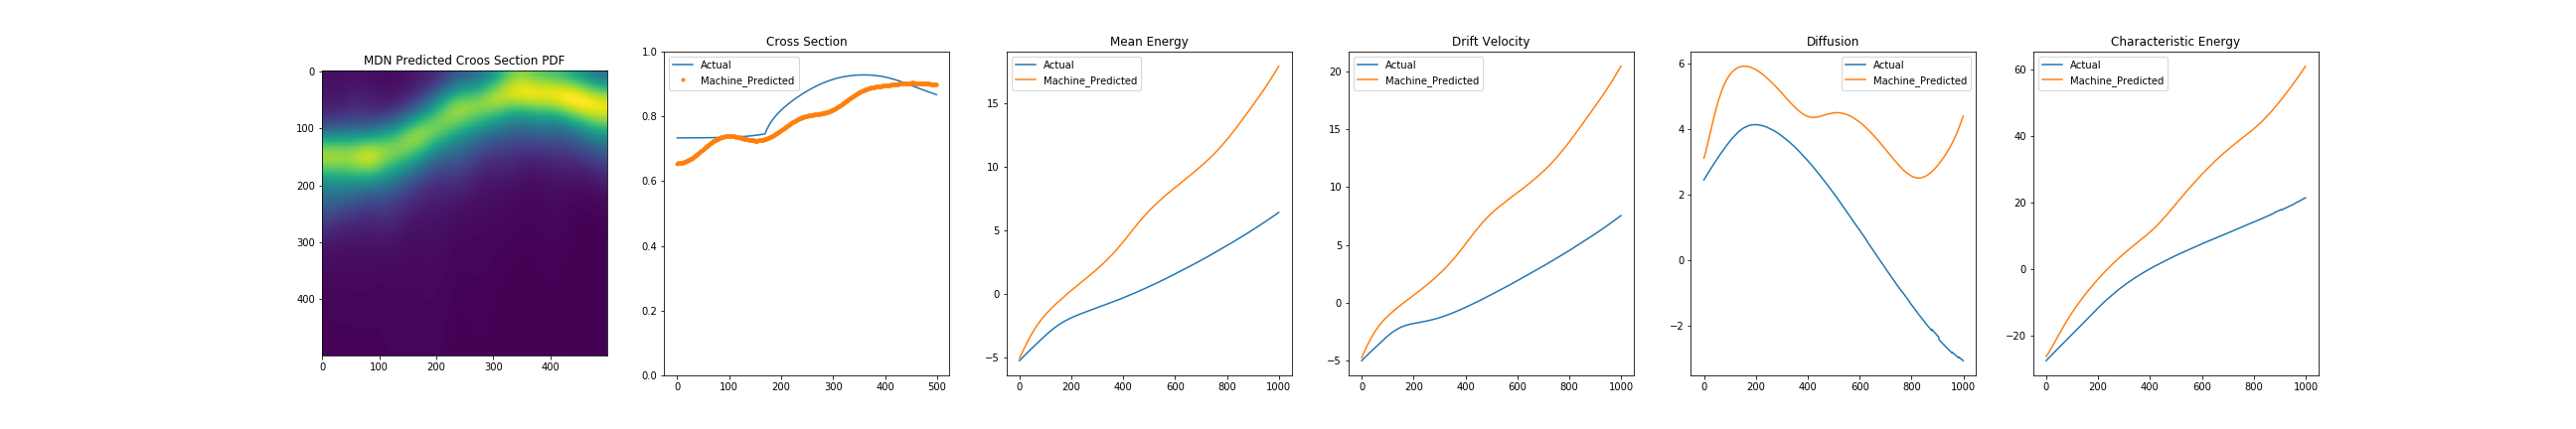 MDN Predicted Croos Section PDF
0
100
200
300
400
0 100 200 300 400
Cross Section
Actual
Machine_Predicted
1.0
0.8
0.6
0.4
0.2
0.0
0 100 200 300 400 500
Mean Energy
Actual
Machine_Predicted
15
10
5
0
−5
0 200 400 600 800 1000
Drift Velocity
Actual
Machine_Predicted
20
15
10
5
0
−5
0 200 400 600 800 1000
Diffusion
Actual
Machine_Predicted
6
4
2
0
−2
0 200 400 600 800 1000
Characteristic Energy
Actual
Machine_Predicted
60
40
20
0
−20
0 200 400 600 800 1000